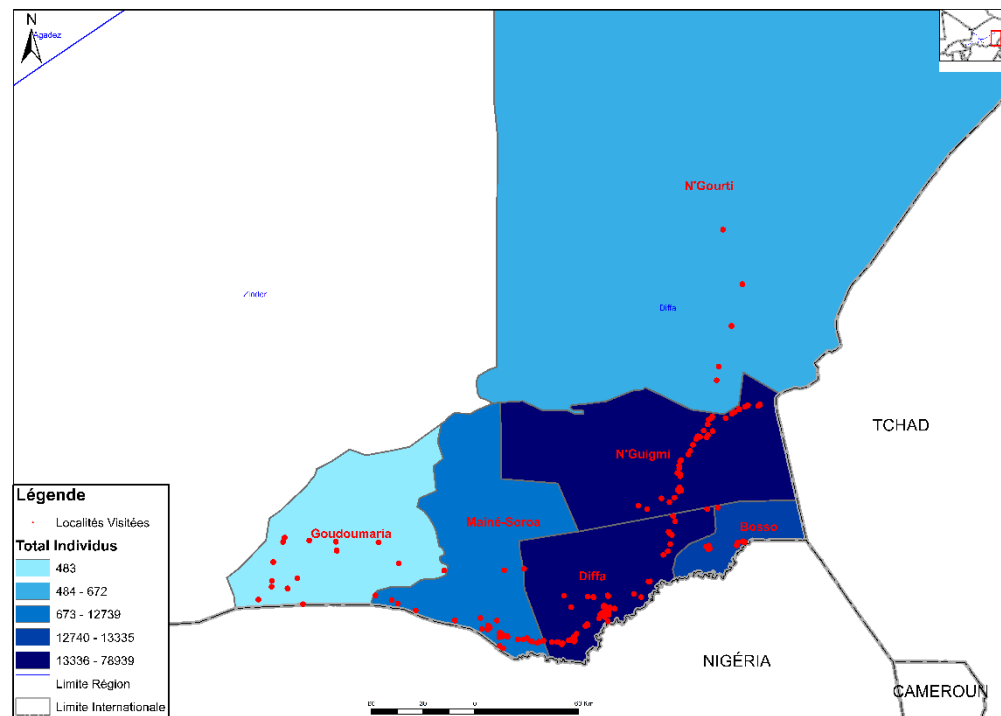 N
Agadez
N'Gourti
Zinder
Diffa
TCHAD
N'Guigmi
Légende
Localités Visitées
Goudoumaria
Mainé-Soroa
Bosso
Total Individus
483
Diffa
484 - 672
673 - 12739
12740 - 13335
13336 - 78939
NIGÉRIA
Limite Région
CAMEROUN
Limite Internationale